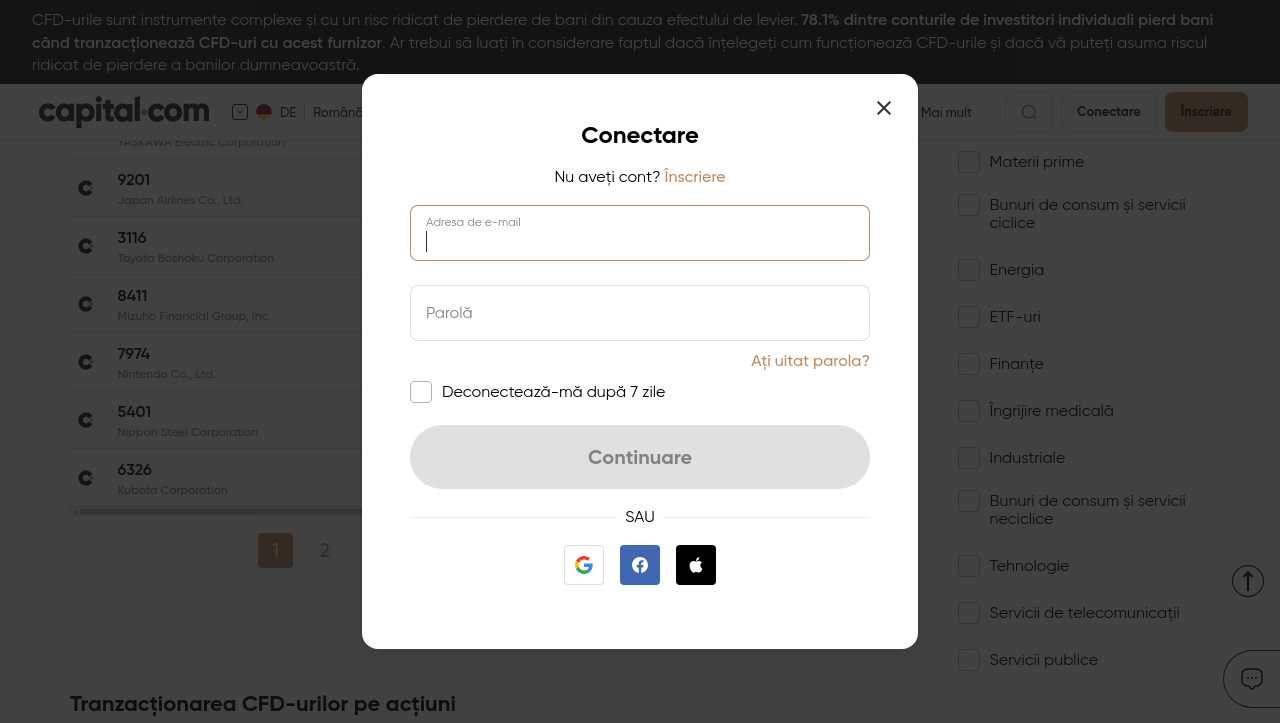 CFD-urile sunt instrumente complexe și cu un risc ridicat de pierdere de bani din cauza efectului de levier. 78.1% dintre conturile de investitori individuali pierd bani
când tranzacționează CFD-uri cu acest furnizor. Ar trebui să luați în considerare faptul dacă înțelegeți cum funcționează CFD-urile și dacă vă puteți asuma riscul
ridicat de pierdere a banilor dumneavoastră.
capital.com
DE
Română
Mai mult
Conectare
Înscriere
YASKAWA Electric Corporation
9201
Japan Airlines Co., Ltd.
3116
Toyota Boshoku Corporation
8411
Mizuho Financial Group, Inc.
7974
Nintendo Co., Ltd.
5401
Nippon Steel Corporation
6326
Kubota Corporation
1
2
Tranzacționarea CFD-urilor pe acțiuni
Conectare
Nu aveți cont? Înscriere
Adresa de e-mail
Parolă
Ați uitat parola?
Deconectează-mă după 7 zile
Continuare
SAU
Materii prime
Bunuri de consum și servicii
ciclice
Energia
ETF-uri
Finanțe
Îngrijire medicală
Industriale
Bunuri de consum și servicii
neciclice
Tehnologie
Servicii de telecomunicații
Servicii publice